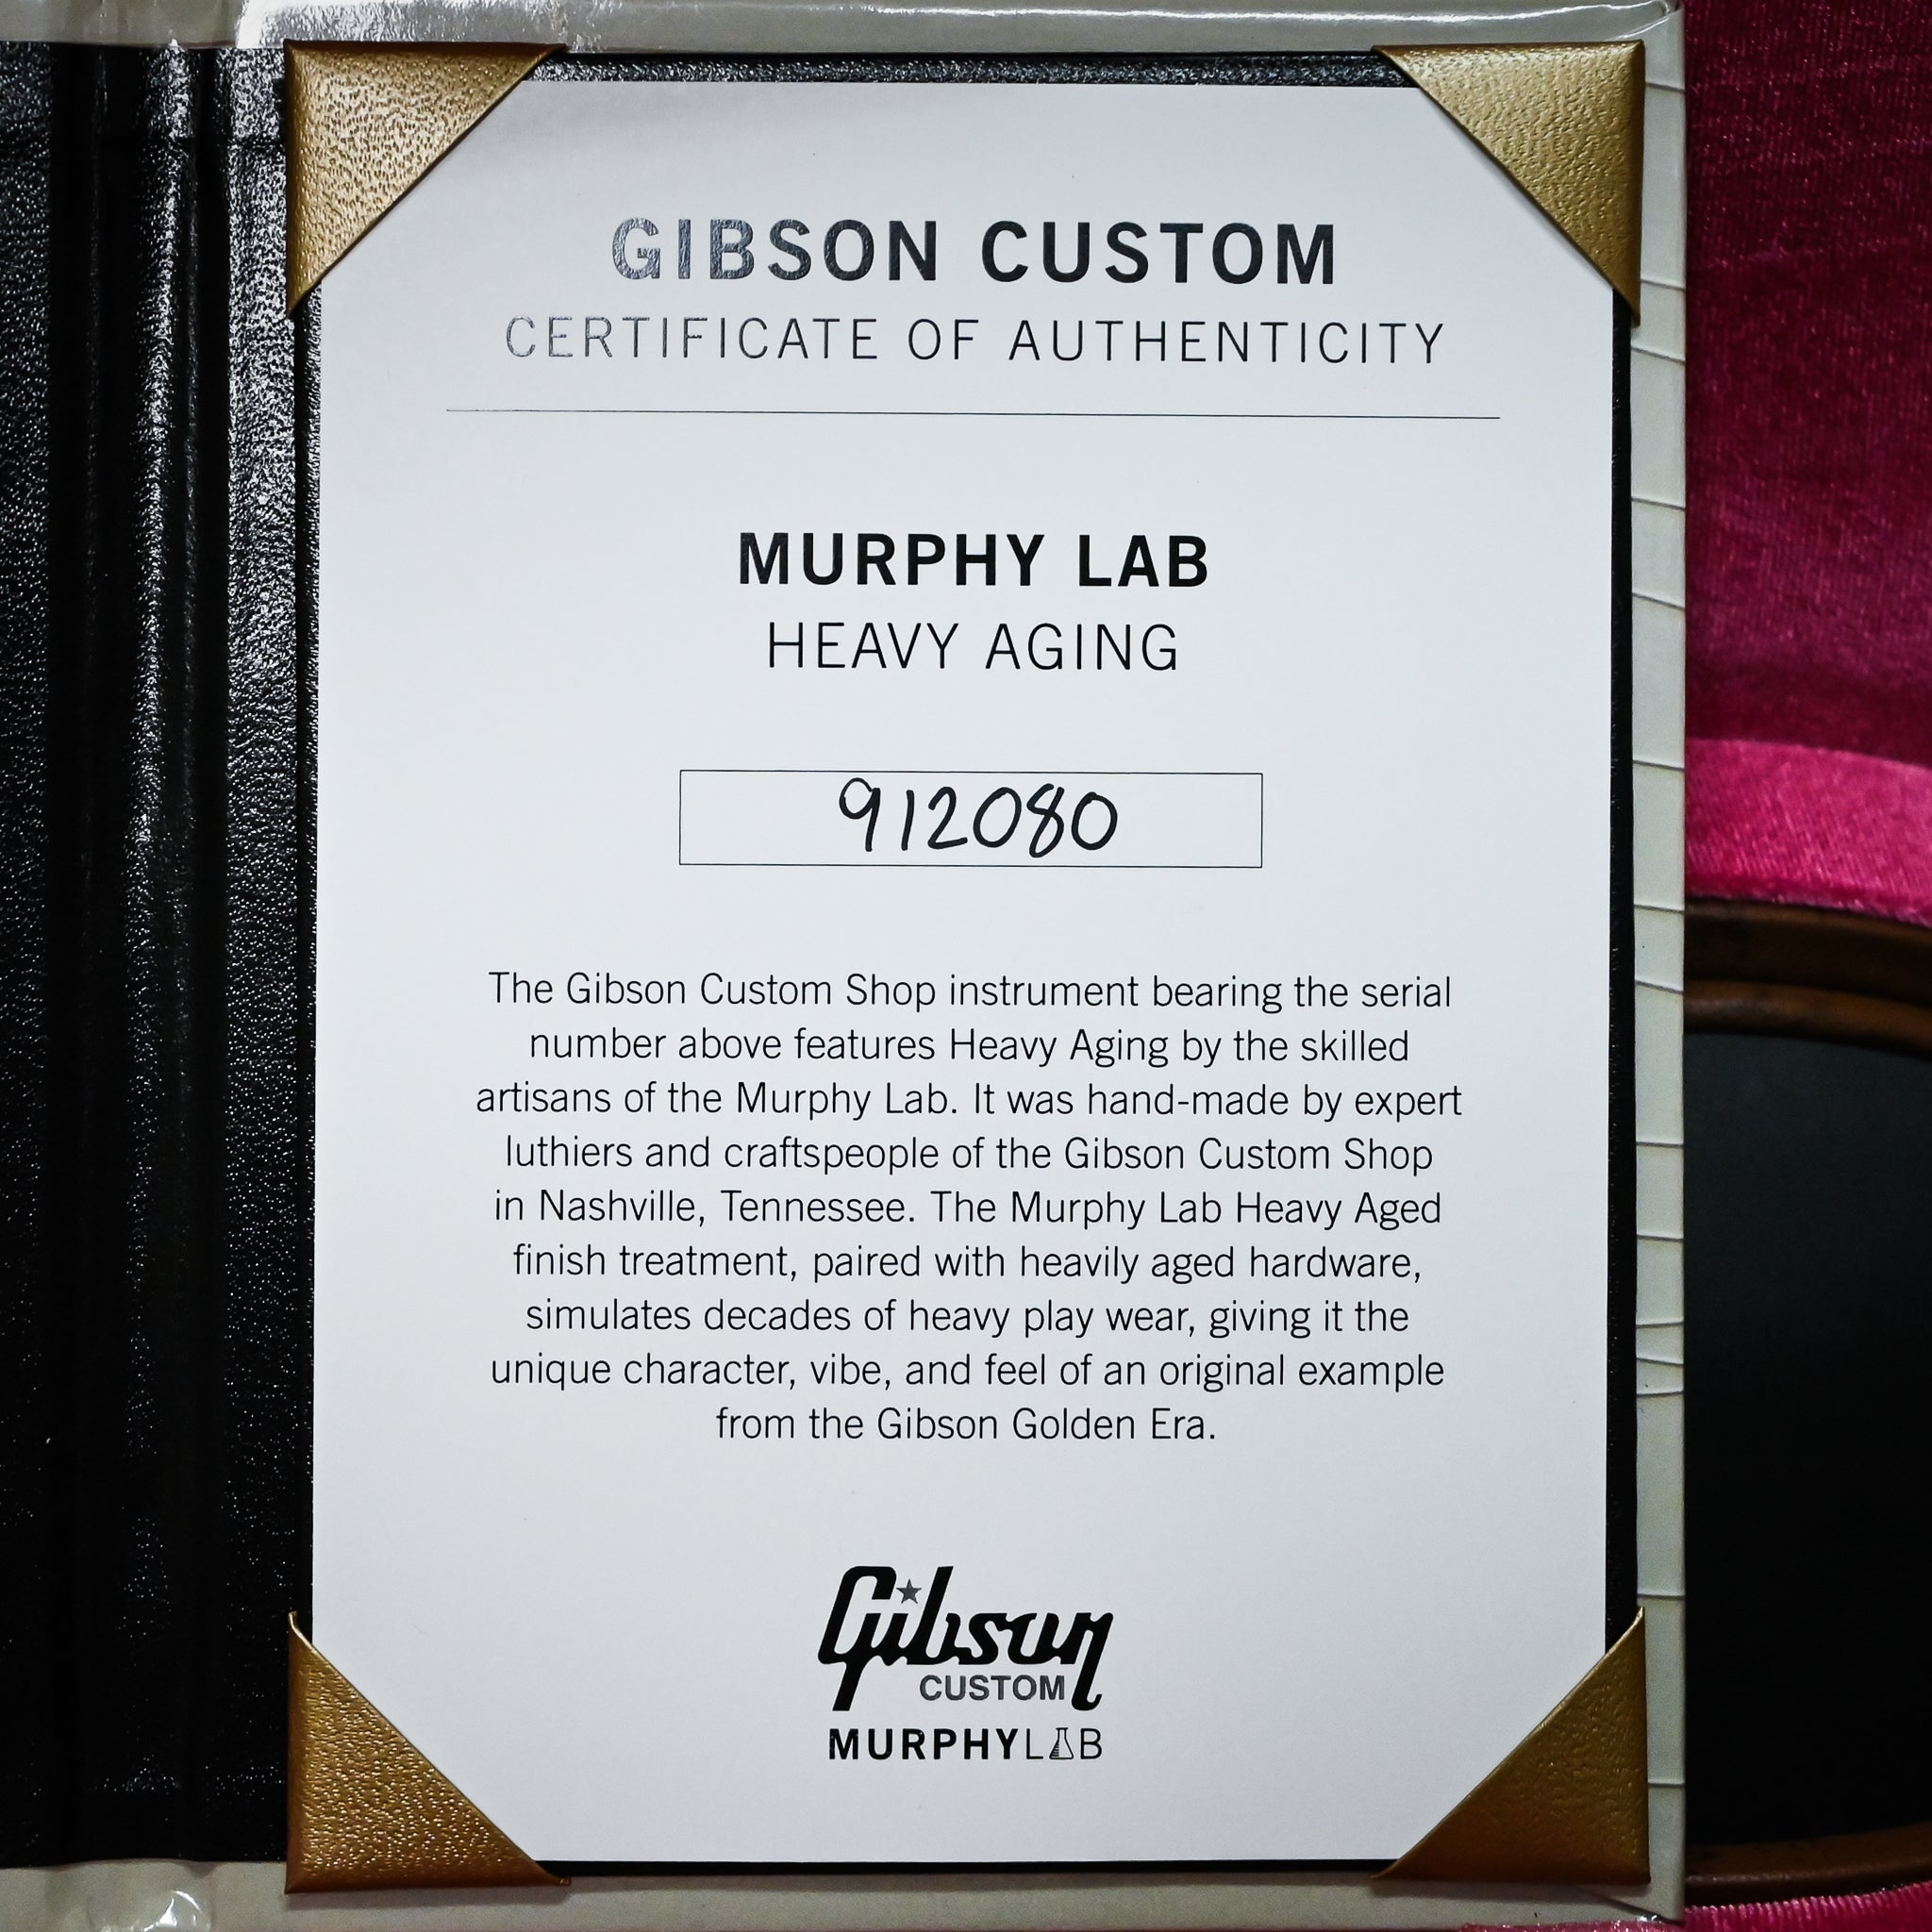 GIBSON CUSTOM
CERTIFICATE OF AUTHENTICITY
MURPHY LAB
HEAVY AGING
912080
The Gibson Custom Shop instrument bearing the serial
number above features Heavy Aging by the skilled
artisans of the Murphy Lab. It was hand-made by expert
luthiers and craftspeople of the Gibson Custom Shop
in Nashville, Tennessee. The Murphy Lab Heavy Aged
finish treatment, paired with heavily aged hardware,
simulates decades of heavy play wear, giving it the
unique character, vibe, and feel of an original example
from the Gibson Golden Era.
Gibson
CUSTOM
MURPHYLAB